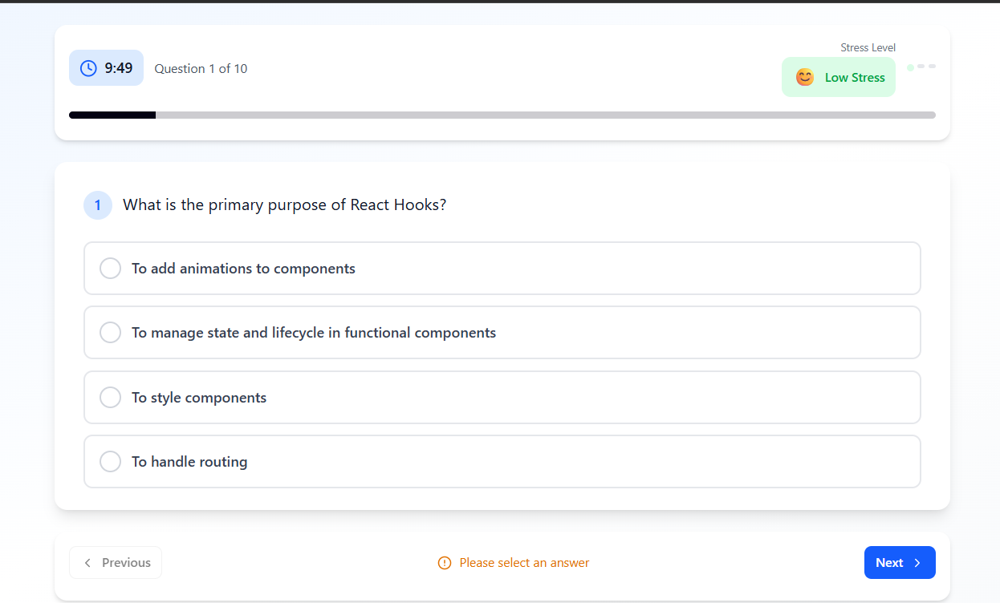 9:49 Question 1 of 10
Stress Level
Low Stress
1 What is the primary purpose of React Hooks?
To add animations to components
To manage state and lifecycle in functional components
To style components
To handle routing
Previous
Please select an answer
Next